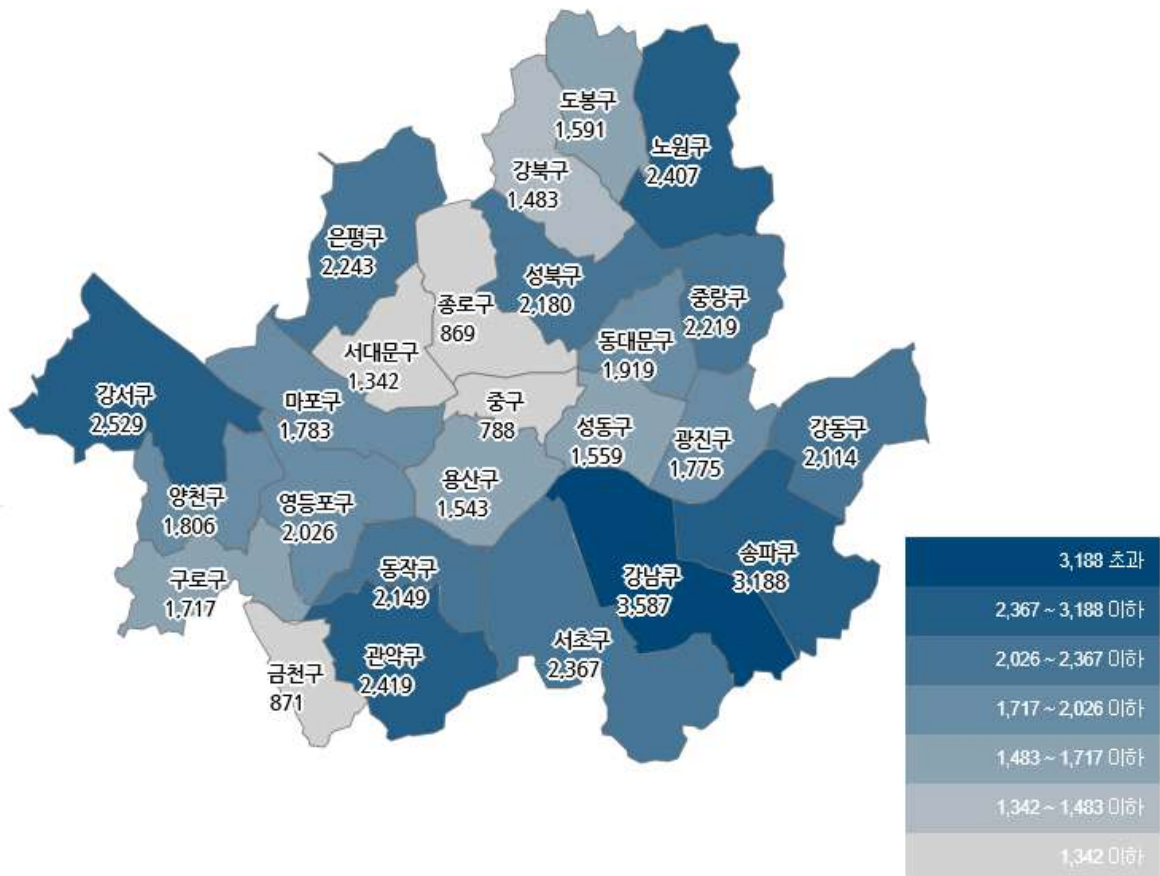 도봉구
1,591
노원구
2,407
강북구
1,483
은평구
2,243
성북구
2,180
중랑구
2,219
종로구
869
동대문구
1,919
서대문구
1,342
강서구
2,529
마포구
1,783
중구
788
성동구
1,559
광진구
1,775
강동구
2,114
용산구
1,543
양천구
1,806
영등포구
2,026
구로구
1,717
동작구
2,149
강남구
3,587
송파구
3,188
서초구
2,367
관악구
2,419
금천구
871
3,188 초과
2,367 ~ 3,188 이하
2,026 ~ 2,367 이하
1,717 ~ 2,026 이하
1,483 ~ 1,717 이하
1,342 ~ 1,483 이하
1,342 이하